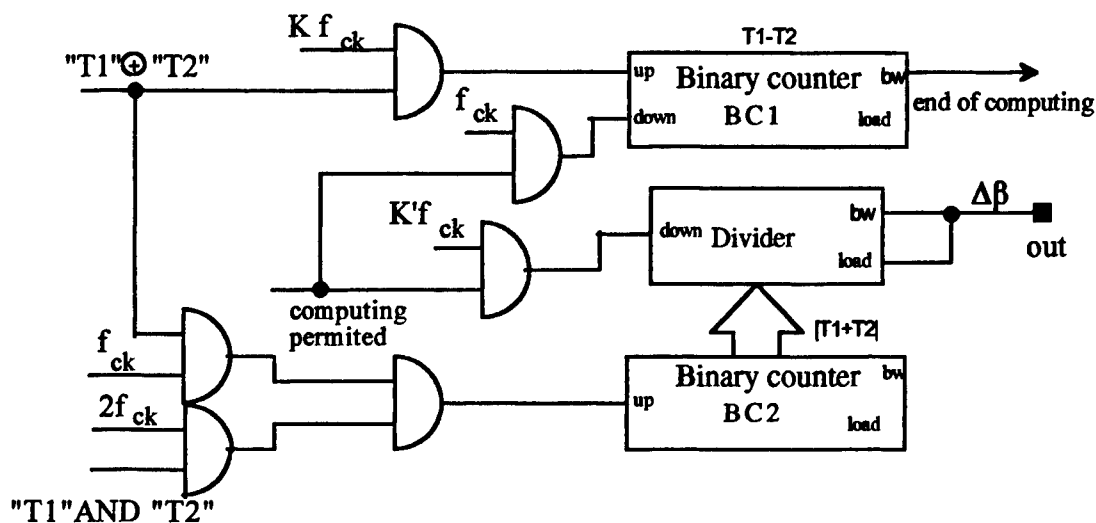 K f ck
"T1"⊕"T2"
T1-T2
up
Binary counter
bw
BC1
down
load
end of computing
f ck
K'f ck
down
Divider
bw
load
Δβ
out
computing
permited
|T1+T2|
f ck
2f ck
Binary counter
bw
BC2
up
load
"T1"AND "T2"